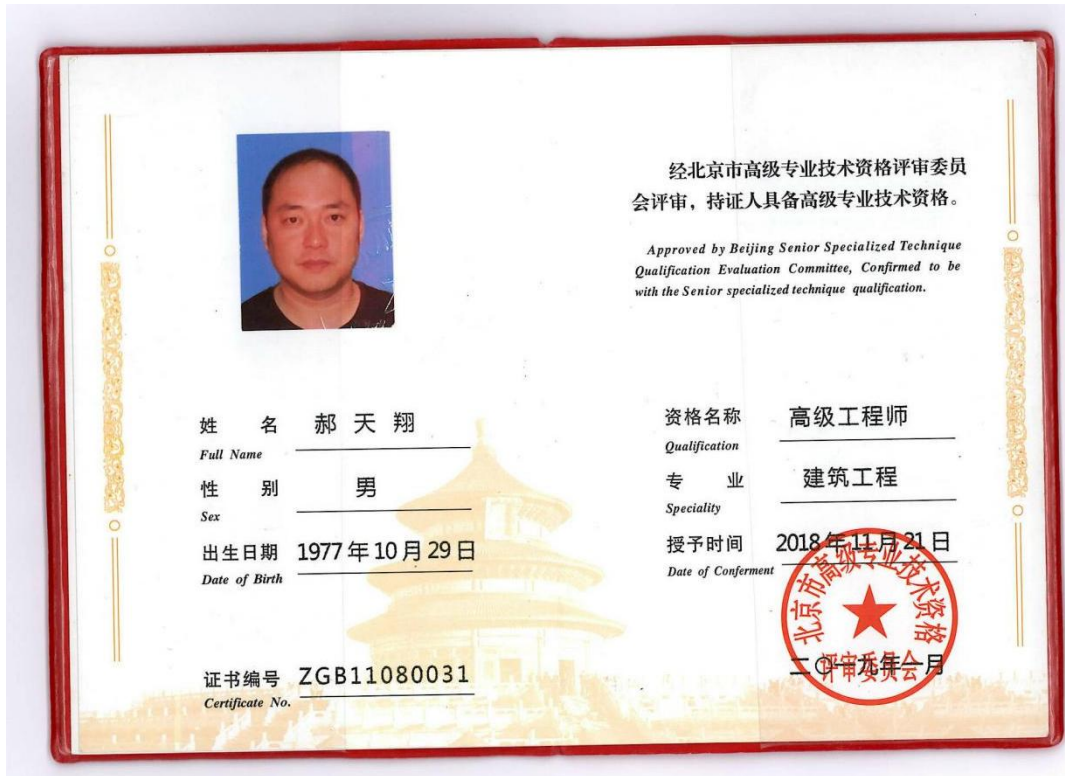 经北京市高级专业技术资格评审委员
会评审，持证人具备高级专业技术资格。
Approved by Beijing Senior Specialized Technique
Qualification Evaluation Committee, Confirmed to be
with the Senior specialized technique qualification.
姓 名 郝天翔
Full Name
性 别 男
Sex
出生日期 1977年10月29日
Date of Birth
证书编号 ZGB11080031
Certificate No.
资格名称 高级工程师
Qualification
专 业 建筑工程
Speciality
授予时间 2018年11月21日
Date of Conferment
北京市高级专业技术资格
评审委员会
二〇一九年一月